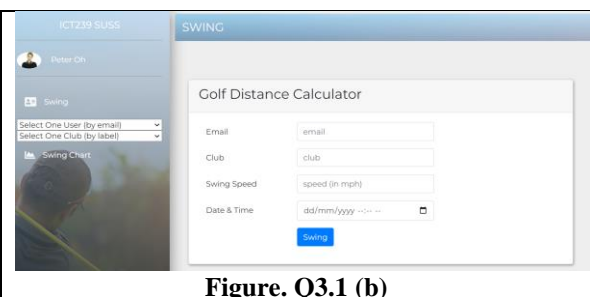 ICT239 SUSS
SWING
Peter Oh
Swing
Select One User (by email)
Select One Club (by label)
Swing Chart
Golf Distance Calculator
Email
email
Club
club
Swing Speed
speed (in mph)
Date & Time
dd/mm/yyyy --:-- --
Swing
Figure. Q3.1 (b)